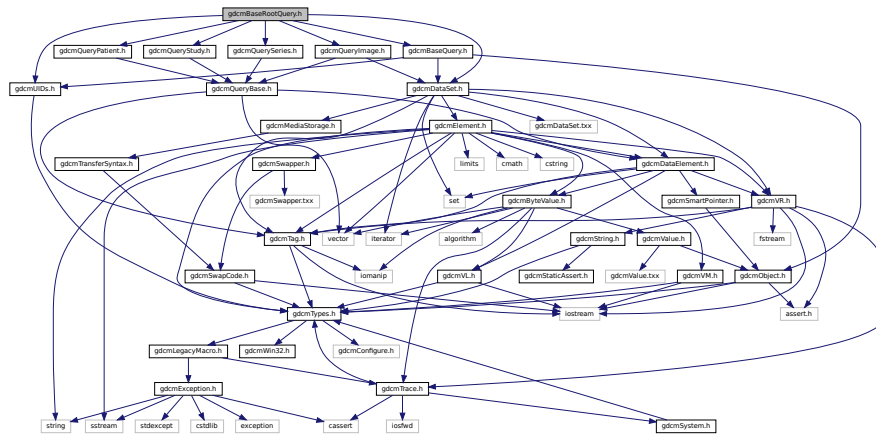 gdcmBaseRootQuery.h
gdcmQueryPatient.h
gdcmQueryStudy.h
gdcmQuerySeries.h
gdcmQueryImage.h
gdcmBaseQuery.h
gdcmUIDs.h
gdcmQueryBase.h
gdcmDataSet.h
gdcmMediaStorage.h
gdcmElement.h
gdcmDataSet.txx
gdcmTransferSyntax.h
gdcmSwapper.h
limits
cmath
cstring
gdcmDataElement.h
gdcmSwapper.txx
set
gdcmByteValue.h
gdcmSmartPointer.h
gdcmVR.h
gdcmTag.h
vector
iterator
algorithm
gdcmString.h
gdcmValue.h
fstream
gdcmSwapCode.h
iomanip
gdcmVL.h
gdcmStaticAssert.h
gdcmValue.txx
gdcmVM.h
gdcmObject.h
gdcmTypes.h
iostream
assert.h
gdcmLegacyMacro.h
gdcmWin32.h
gdcmConfigure.h
gdcmException.h
gdcmTrace.h
string
sstream
stdexcept
cstdlib
exception
cassert
iosfwd
gdcmSystem.h